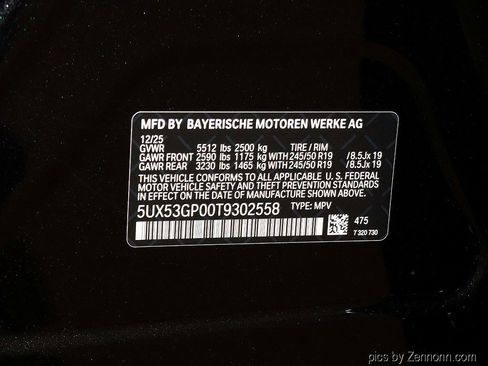 MFD BY BAYERISCHE MOTOREN WERKE AG
12/25
GVWR 5512 lbs 2500 kg TIRE / RIM
GAWR FRONT 2590 lbs 1175 kg WITH 245/50 R19 /8.5Jx 19
GAWR REAR 3230 lbs 1465 kg WITH 245/50 R19 /8.5Jx 19
THIS VEHICLE CONFORMS TO ALL APPLICABLE U. S. FEDERAL
MOTOR VEHICLE SAFETY AND THEFT PREVENTION STANDARDS
IN EFFECT ON THE DATE OF MANUFACTURE SHOWN ABOVE.
5UX53GP00T9302558 TYPE: MPV
475
7 320 730
pics by Zennonn.com